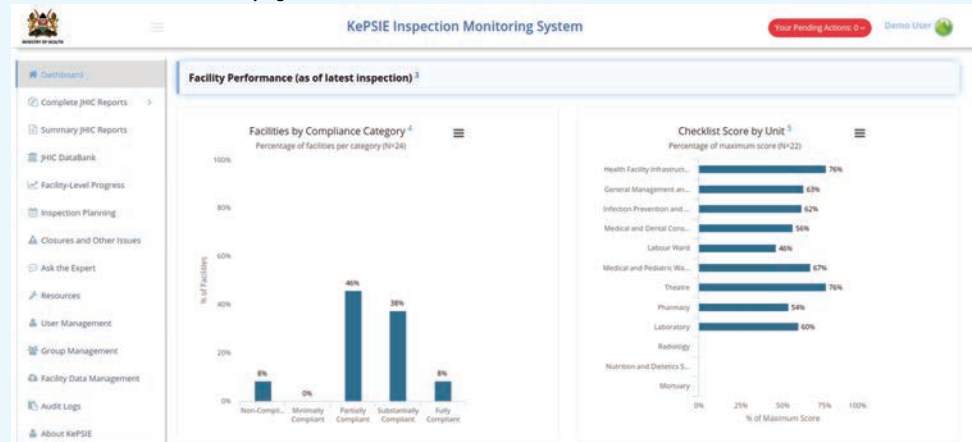 KePSIE Inspection Monitoring System
Your Pending Actions: 0
Demo User
MINISTRY OF HEALTH
Dashboard
Complete JHIC Reports
Summary JHIC Reports
JHIC DataBank
Facility-Level Progress
Inspection Planning
Closures and Other Issues
Ask the Expert
Resources
User Management
Group Management
Facility Data Management
Audit Logs
About KePSIE
Facility Performance (as of latest inspection) 3
Facilities by Compliance Category 4
Percentage of facilities per category (N=24)
% of Facilities
100%
80%
60%
40%
20%
0%
8%
0%
46%
38%
8%
Non-Compl...
Minimally Compliant
Partially Compliant
Substantially Compliant
Fully Compliant
Checklist Score by Unit 5
Percentage of maximum score (N=22)
Health Facility Infrastruct... 76%
General Management an... 63%
Infection Prevention and ... 62%
Medical and Dental Cons... 56%
Labour Ward 46%
Medical and Pediatric Wa... 67%
Theatre 76%
Pharmacy 54%
Laboratory 60%
Radiology
Nutrition and Dietetics S...
Mortuary
0% 25% 50% 75% 100%
% of Maximum Score